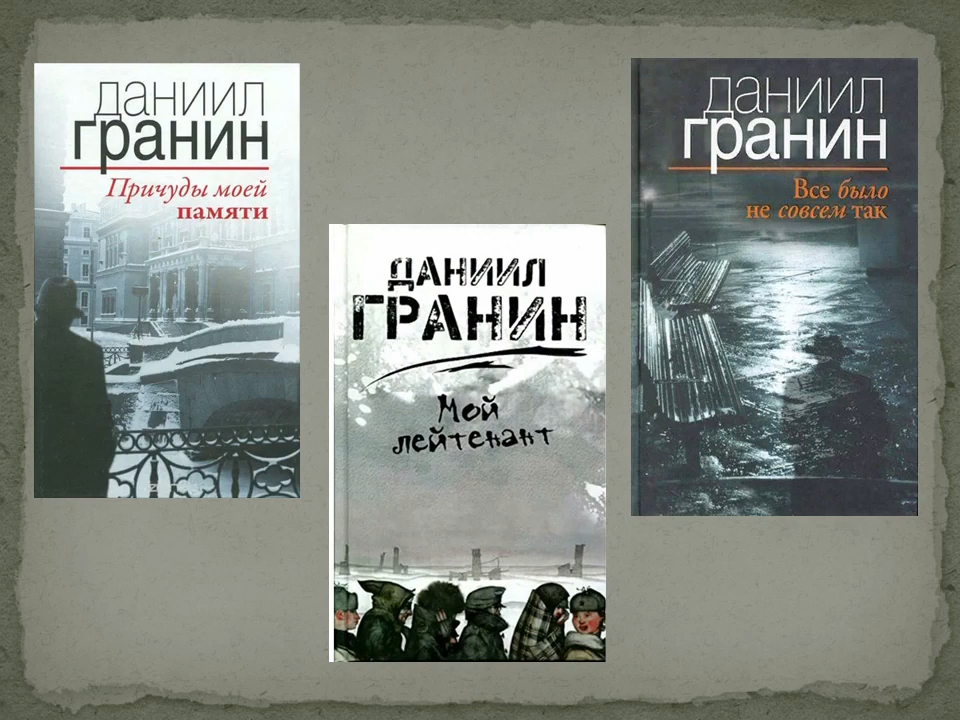 даниил
гранин
Причуды моей
памяти
ДАНИИЛ
ГРАНИН
Мой
лейтенант
даниил
гранин
Все было
не совсем так